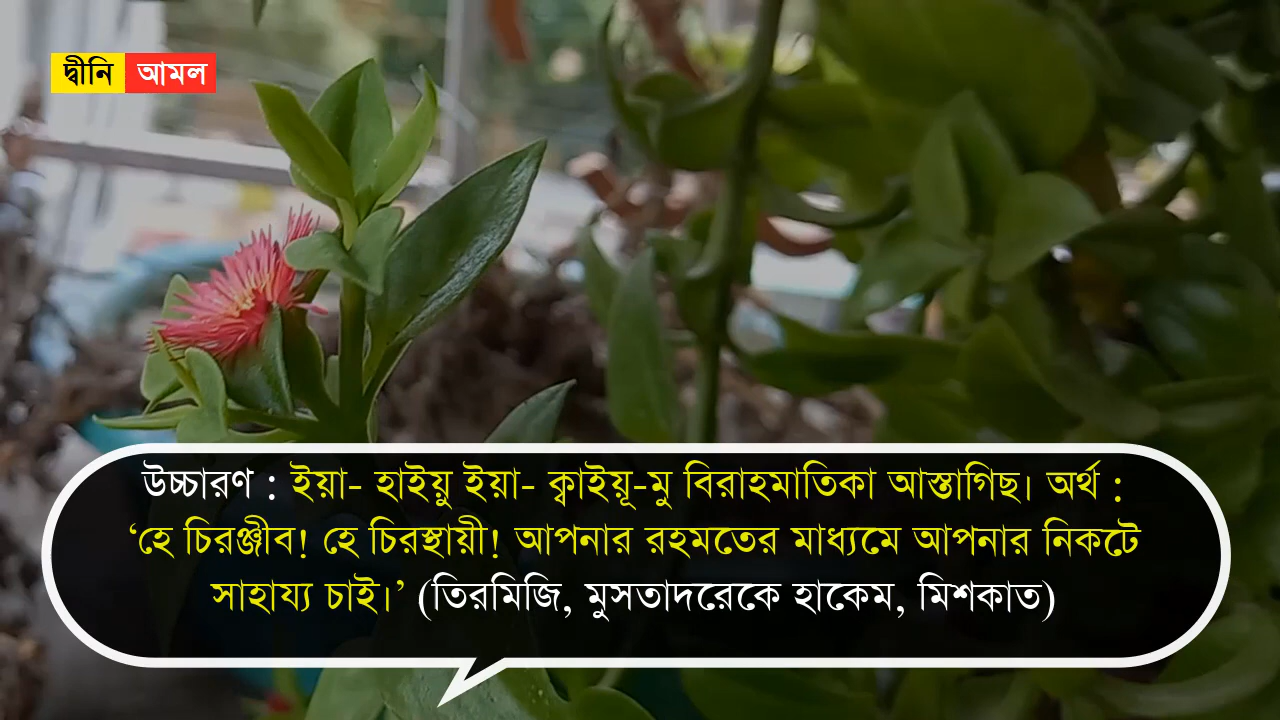 দ্বীনি আমল
উচ্চারণ : ইয়া- হাইয়ু ইয়া- ক্বাইয়ূ-মু বিরাহমাতিকা আস্তাগিছ। অর্থ :
‘হে চিরঞ্জীব! হে চিরস্থায়ী! আপনার রহমতের মাধ্যমে আপনার নিকটে
সাহায্য চাই।’ (তিরমিজি, মুসতাদরেকে হাকেম, মিশকাত)